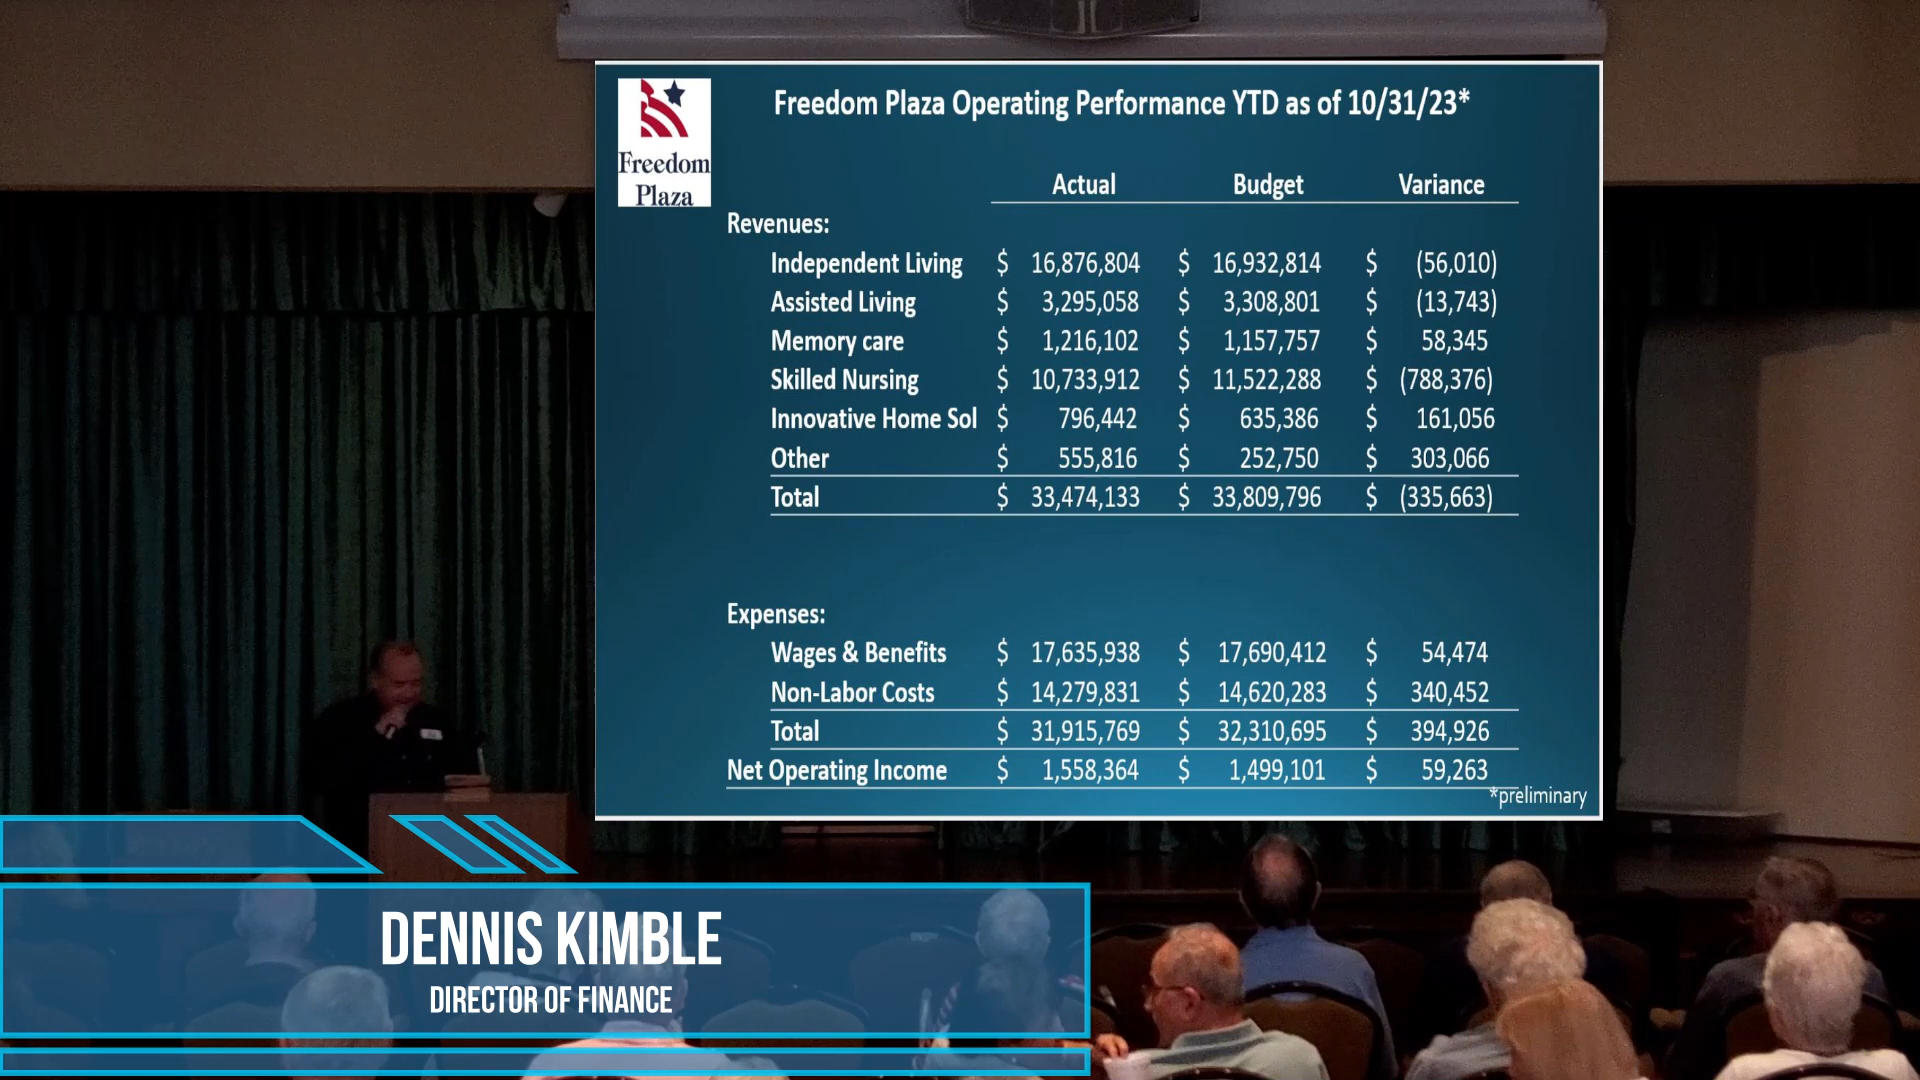 Freedom
Plaza
Freedom Plaza Operating Performance YTD as of 10/31/23*
Actual Budget Variance
Revenues:
Independent Living $ 16,876,804 $ 16,932,814 $ (56,010)
Assisted Living $ 3,295,058 $ 3,308,801 $ (13,743)
Memory care $ 1,216,102 $ 1,157,757 $ 58,345
Skilled Nursing $ 10,733,912 $ 11,522,288 $ (788,376)
Innovative Home Sol $ 796,442 $ 635,386 $ 161,056
Other $ 555,816 $ 252,750 $ 303,066
Total $ 33,474,133 $ 33,809,796 $ (335,663)
Expenses:
Wages & Benefits $ 17,635,938 $ 17,690,412 $ 54,474
Non-Labor Costs $ 14,279,831 $ 14,620,283 $ 340,452
Total $ 31,915,769 $ 32,310,695 $ 394,926
Net Operating Income $ 1,558,364 $ 1,499,101 $ 59,263
*preliminary
DENNIS KIMBLE
DIRECTOR OF FINANCE